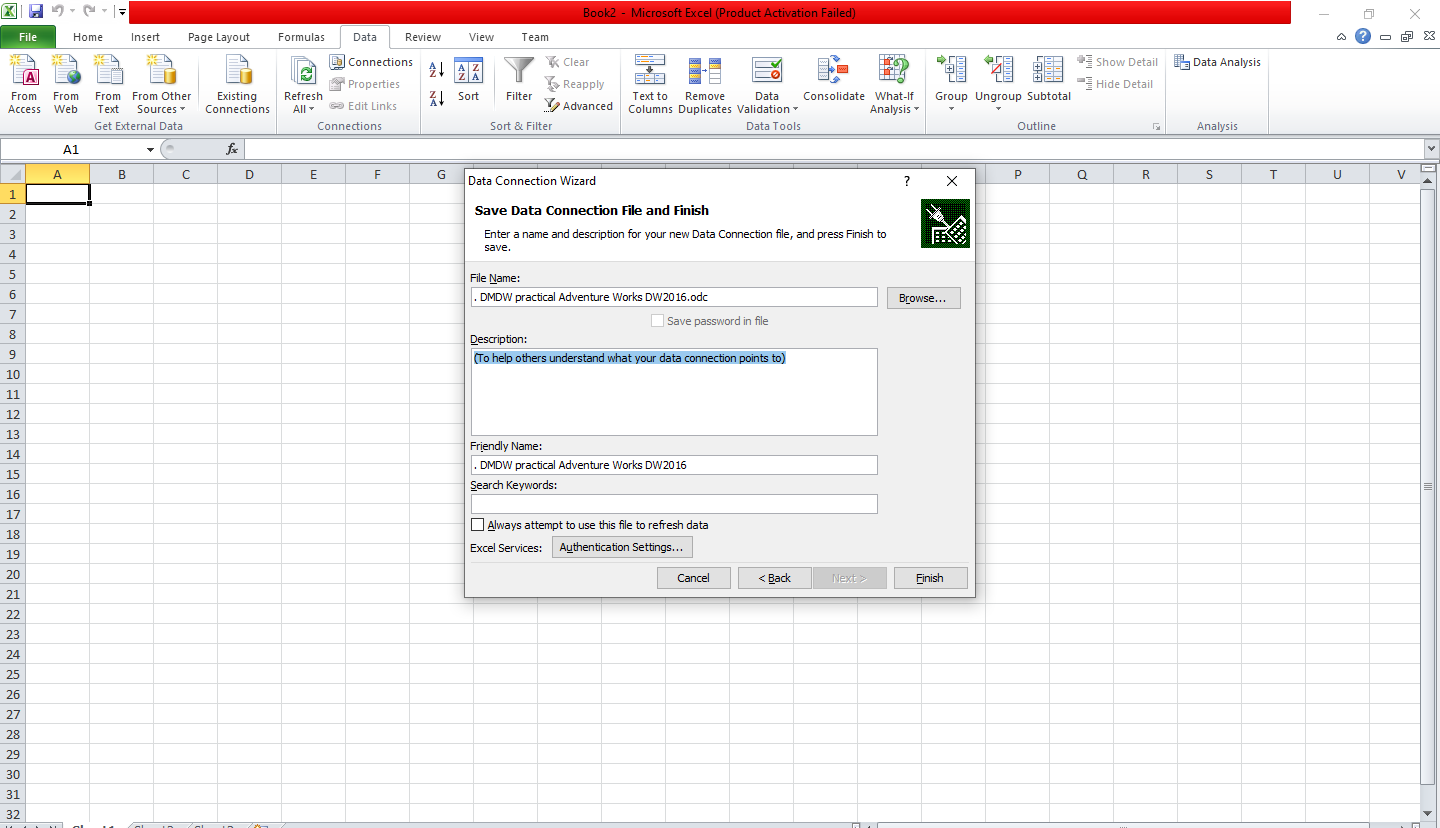 Book2 - Microsoft Excel (Product Activation Failed)
File Home Insert Page Layout Formulas Data Review View Team
From Access
From Web
From Text
From Other Sources
Existing Connections
Get External Data
Refresh All
Connections
Properties
Edit Links
Connections
Sort
Filter
Clear
Reapply
Advanced
Sort & Filter
Text to Columns
Remove Duplicates
Data Validation
Consolidate
What-If Analysis
Data Tools
Group
Ungroup
Subtotal
Show Detail
Hide Detail
Outline
Data Analysis
Analysis
A1 fx
A B C D E F G P Q R S T U V
1
2
3
4
5
6
7
8
9
10
11
12
13
14
15
16
17
18
19
20
21
22
23
24
25
26
27
28
29
30
31
32
Data Connection Wizard ?
Save Data Connection File and Finish
Enter a name and description for your new Data Connection file, and press Finish to
save.
File Name:
. DMDW practical Adventure Works DW2016.odc
Browse...
Save password in file
Description:
(To help others understand what your data connection points to)
Friendly Name:
. DMDW practical Adventure Works DW2016
Search Keywords:
Always attempt to use this file to refresh data
Excel Services: Authentication Settings...
Cancel < Back Next > Finish